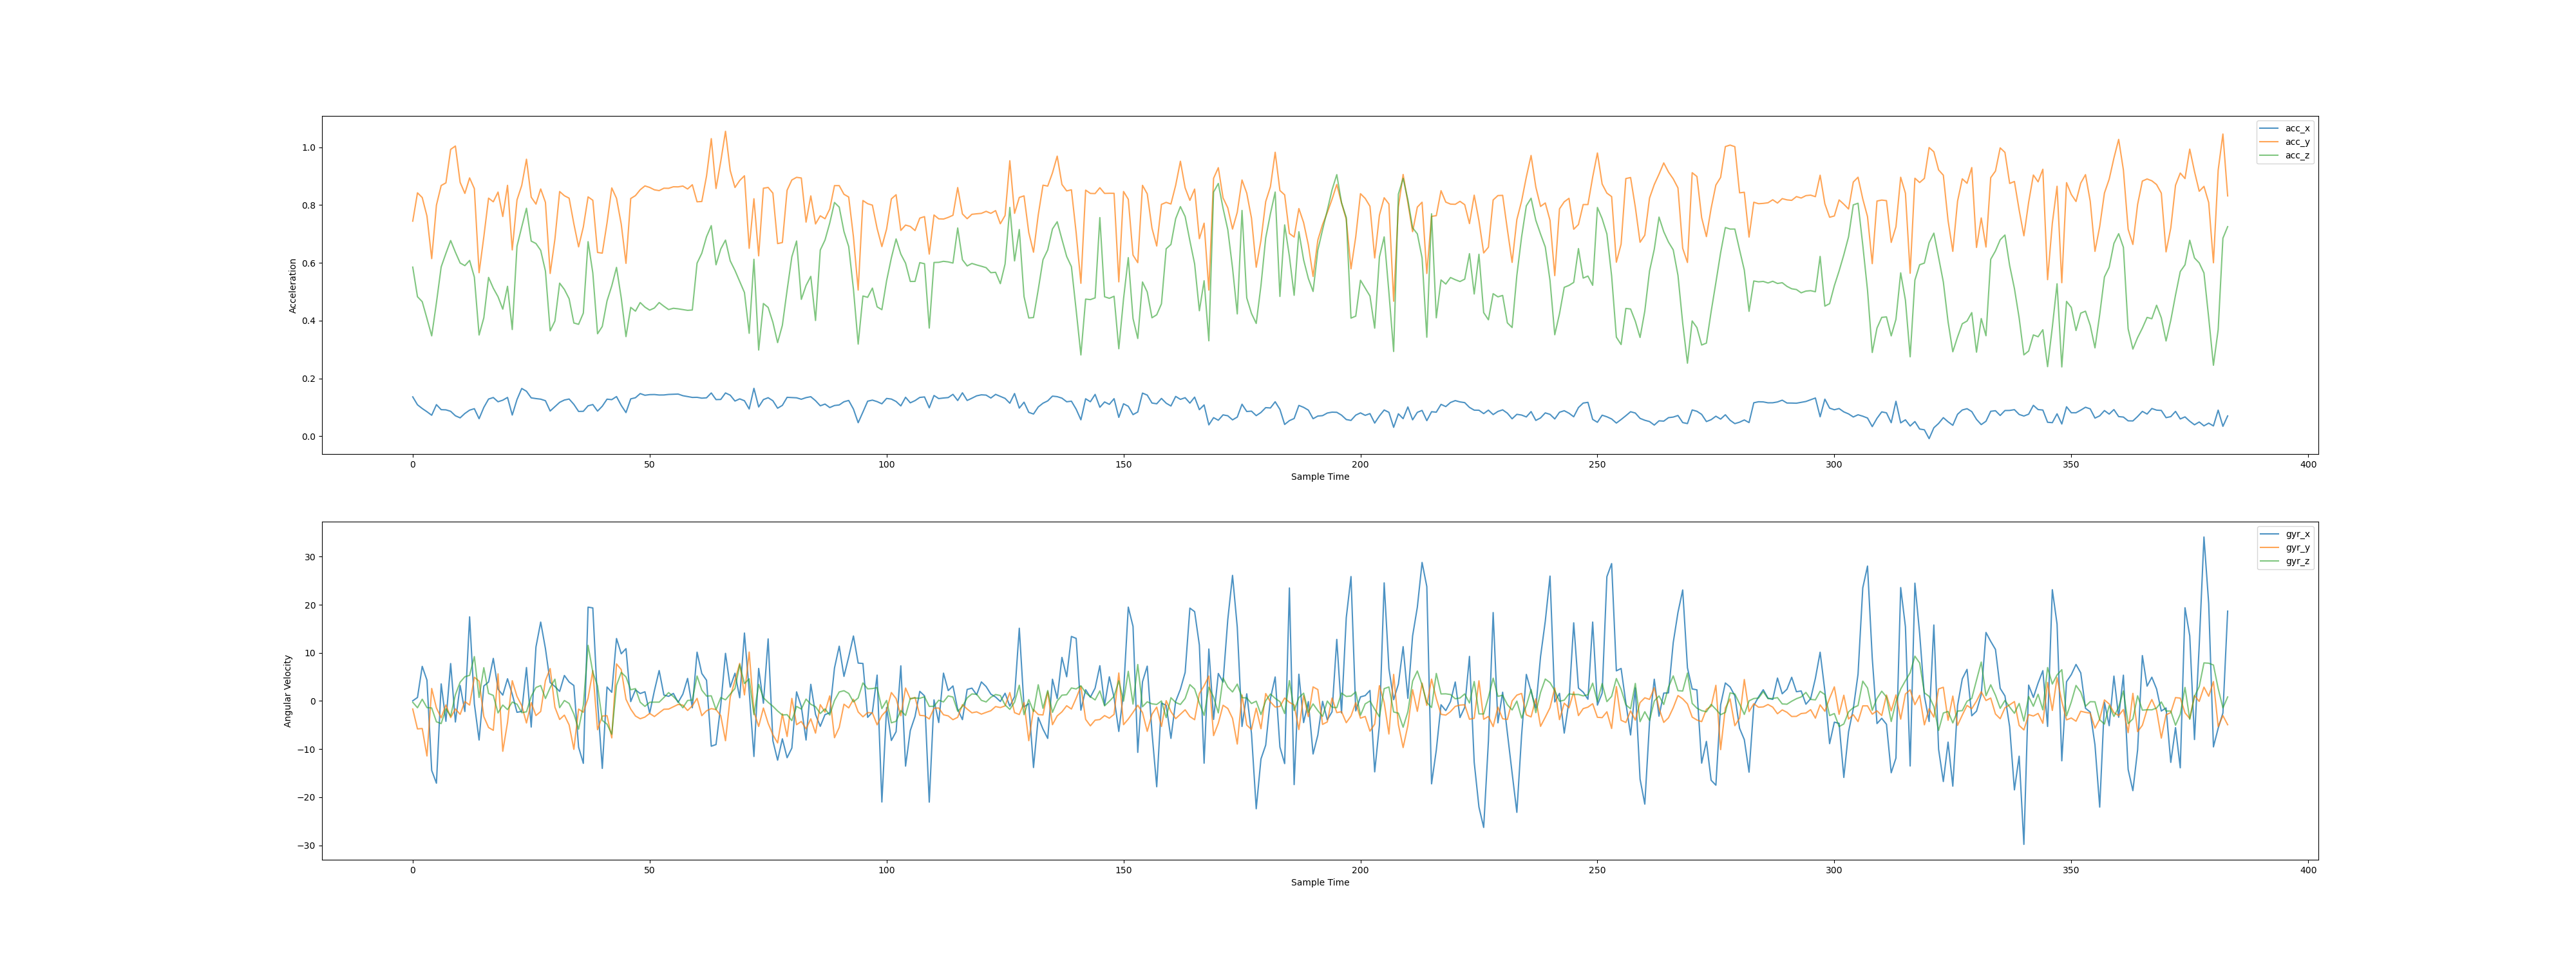 acc_x
acc_y
acc_z
1.0
0.8
0.6
0.4
0.2
0.0
Acceleration
0 50 100 150 200 250 300 350 400
Sample Time
gyr_x
gyr_y
gyr_z
30
20
10
0
−10
−20
−30
Angular Velocity
0 50 100 150 200 250 300 350 400
Sample Time